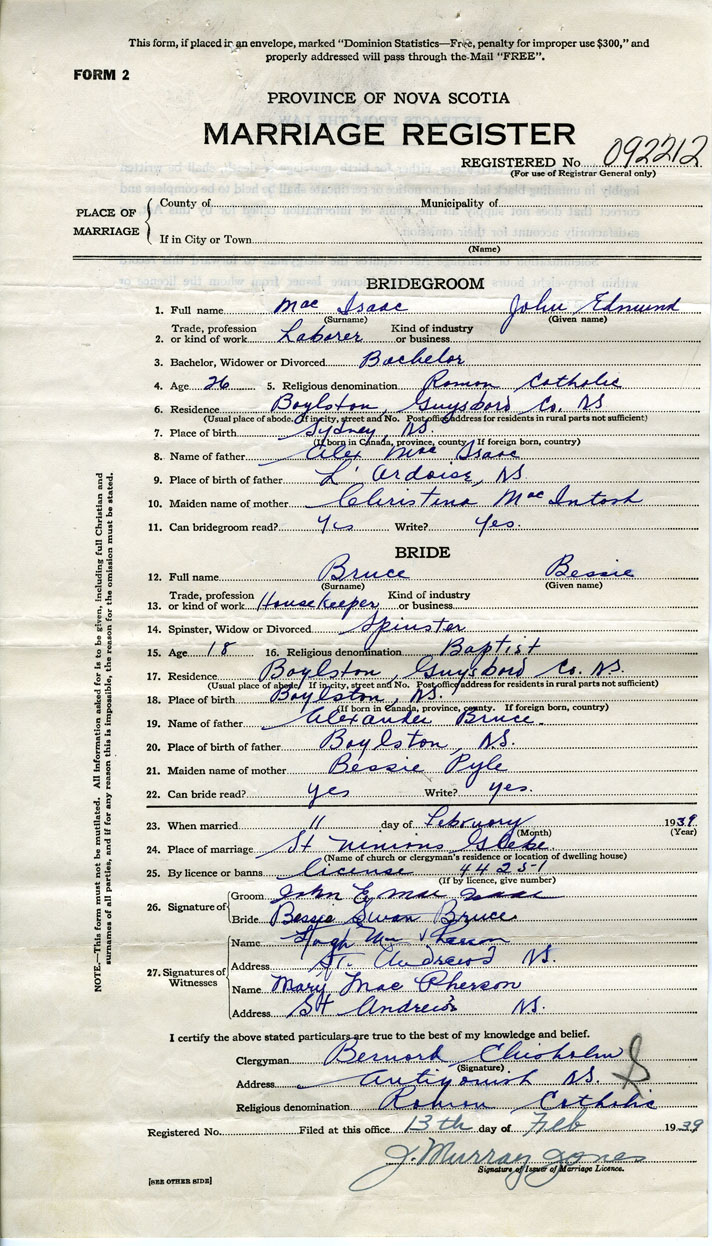 This form, if placed in an envelope, marked "Dominion Statistics—Free, penalty for improper use $300," and
properly addressed will pass through the Mail "FREE".
FORM 2
PROVINCE OF NOVA SCOTIA
MARRIAGE REGISTER
REGISTERED No. 092212
(For use of Registrar General only)
PLACE OF MARRIAGE
County of Municipality of
If in City or Town
(Name)
BRIDEGROOM
1. Full name Mac Isaac John Edmund
(Surname) (Given name)
2. Trade, profession or kind of work Laborer Kind of industry or business
3. Bachelor, Widower or Divorced Bachelor
4. Age 26 5. Religious denomination Roman Catholic
6. Residence Boylston, Guysboro Co. NS
(Usual place of abode. If in city, street and No. Post office address for residents in rural parts not sufficient)
7. Place of birth Sydney, NS.
(If born in Canada, province, county. If foreign born, country)
8. Name of father Alex Mac Isaac
9. Place of birth of father L'Ardoise, NS
10. Maiden name of mother Christina MacIntosh
11. Can bridegroom read? Yes Write? Yes.
BRIDE
12. Full name Bruce Bessie
(Surname) (Given name)
13. Trade, profession or kind of work Housekeeper Kind of industry or business
14. Spinster, Widow or Divorced Spinster
15. Age 18 16. Religious denomination Baptist
17. Residence Boylston, Guysboro Co. NS.
(Usual place of abode. If in city, street and No. Post office address for residents in rural parts not sufficient)
18. Place of birth Boylston, NS.
(If born in Canada, province, county. If foreign born, country)
19. Name of father Alexander Bruce.
20. Place of birth of father Boylston, NS.
21. Maiden name of mother Bessie Pyle
22. Can bride read? yes Write? yes.
23. When married 11 day of February 1939
(Month) (Year)
24. Place of marriage St Ninians Glebe
(Name of church or clergyman's residence or location of dwelling house)
25. By licence or banns license 44251
(If by licence, give number)
26. Signature of
Groom John E Mac Isaac
Bride Bessie Swan Bruce
27. Signatures of Witnesses
Name Hugh
Address St. Andrews NS.
Name Mary Mac Pherson
Address St Andrews NS.
I certify the above stated particulars are true to the best of my knowledge and belief.
Clergyman Bernard Chisholm
(Signature)
Address Antigonish NS
Religious denomination Roman Catholic
Registered No. Filed at this office 13th day of Feb 1939
J. Murray Jones
Signature of Issuer of Marriage Licence.
[SEE OTHER SIDE]
NOTE.—This form must not be mutilated. All information asked for is to be given, including full Christian and
surnames of all parties, and if for any reason this is impossible, the reason for the omission must be stated.